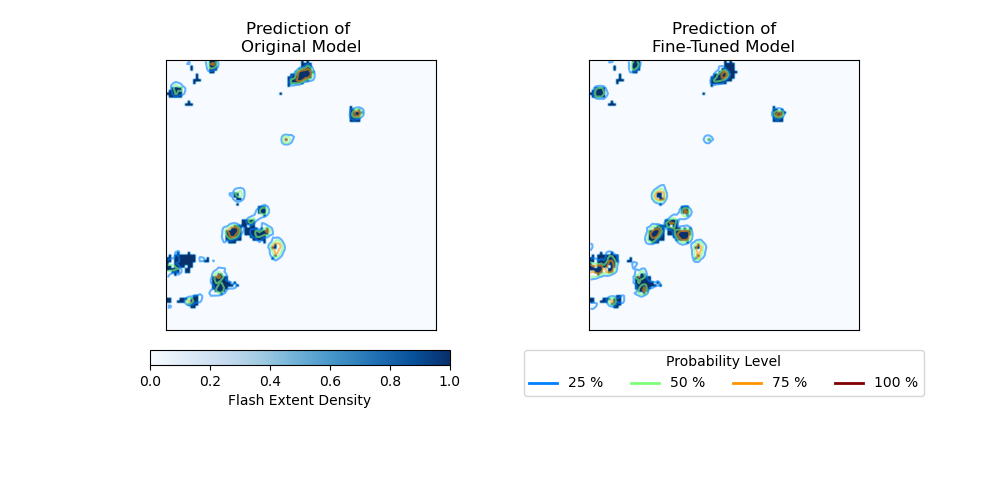 Prediction of
Original Model
Prediction of
Fine-Tuned Model
0.0 0.2 0.4 0.6 0.8 1.0
Flash Extent Density
Probability Level
25 % 50 % 75 % 100 %